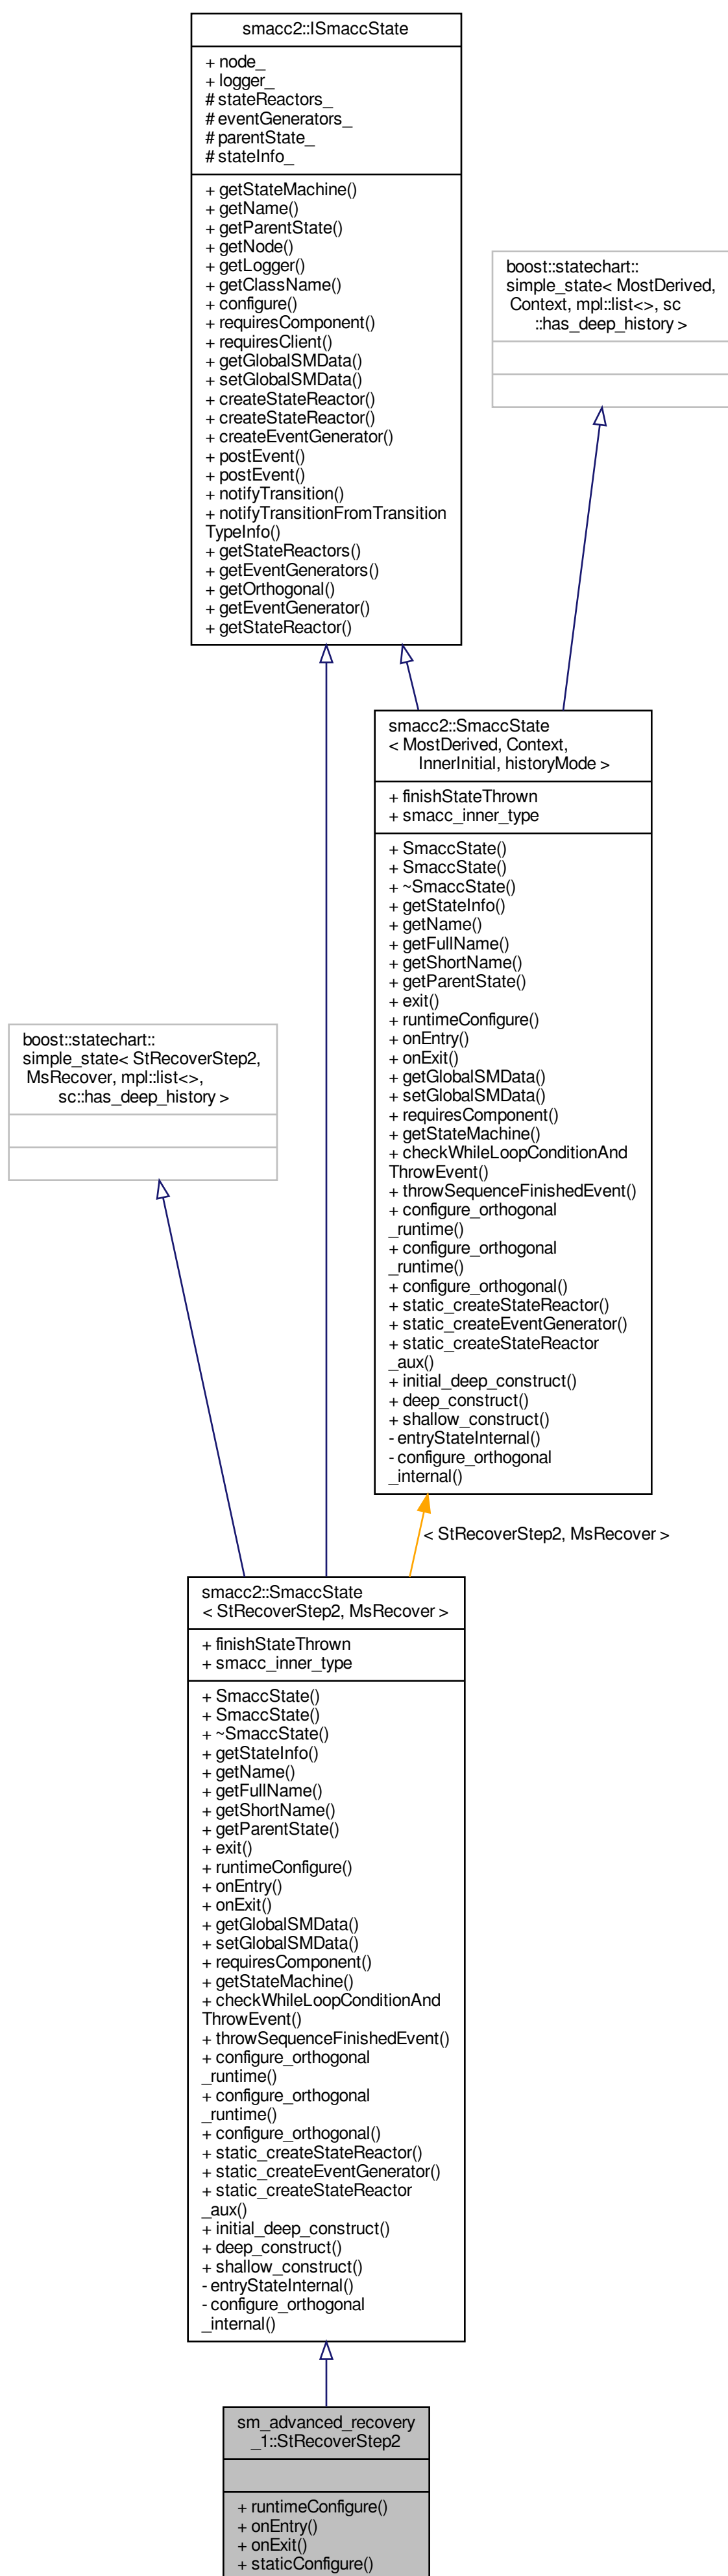 smacc2::ISmaccState
+ node_
+ logger_
# stateReactors_
# eventGenerators_
# parentState_
# stateInfo_
+ getStateMachine()
+ getName()
+ getParentState()
+ getNode()
+ getLogger()
+ getClassName()
+ configure()
+ requiresComponent()
+ requiresClient()
+ getGlobalSMData()
+ setGlobalSMData()
+ createStateReactor()
+ createStateReactor()
+ createEventGenerator()
+ postEvent()
+ postEvent()
+ notifyTransition()
+ notifyTransitionFromTransition
TypeInfo()
+ getStateReactors()
+ getEventGenerators()
+ getOrthogonal()
+ getEventGenerator()
+ getStateReactor()
boost::statechart::
simple_state< MostDerived,
Context, mpl::list<>, sc
::has_deep_history >
smacc2::SmaccState
< MostDerived, Context,
InnerInitial, historyMode >
+ finishStateThrown
+ smacc_inner_type
+ SmaccState()
+ SmaccState()
+ ~SmaccState()
+ getStateInfo()
+ getName()
+ getFullName()
+ getShortName()
+ getParentState()
+ exit()
+ runtimeConfigure()
+ onEntry()
+ onExit()
+ getGlobalSMData()
+ setGlobalSMData()
+ requiresComponent()
+ getStateMachine()
+ checkWhileLoopConditionAnd
ThrowEvent()
+ throwSequenceFinishedEvent()
+ configure_orthogonal
_runtime()
+ configure_orthogonal
_runtime()
+ configure_orthogonal()
+ static_createStateReactor()
+ static_createEventGenerator()
+ static_createStateReactor
_aux()
+ initial_deep_construct()
+ deep_construct()
+ shallow_construct()
- entryStateInternal()
- configure_orthogonal
_internal()
boost::statechart::
simple_state< StRecoverStep2,
MsRecover, mpl::list<>,
sc::has_deep_history >
< StRecoverStep2, MsRecover >
smacc2::SmaccState
< StRecoverStep2, MsRecover >
+ finishStateThrown
+ smacc_inner_type
+ SmaccState()
+ SmaccState()
+ ~SmaccState()
+ getStateInfo()
+ getName()
+ getFullName()
+ getShortName()
+ getParentState()
+ exit()
+ runtimeConfigure()
+ onEntry()
+ onExit()
+ getGlobalSMData()
+ setGlobalSMData()
+ requiresComponent()
+ getStateMachine()
+ checkWhileLoopConditionAnd
ThrowEvent()
+ throwSequenceFinishedEvent()
+ configure_orthogonal
_runtime()
+ configure_orthogonal
_runtime()
+ configure_orthogonal()
+ static_createStateReactor()
+ static_createEventGenerator()
+ static_createStateReactor
_aux()
+ initial_deep_construct()
+ deep_construct()
+ shallow_construct()
- entryStateInternal()
- configure_orthogonal
_internal()
sm_advanced_recovery
_1::StRecoverStep2
+ runtimeConfigure()
+ onEntry()
+ onExit()
+ staticConfigure()